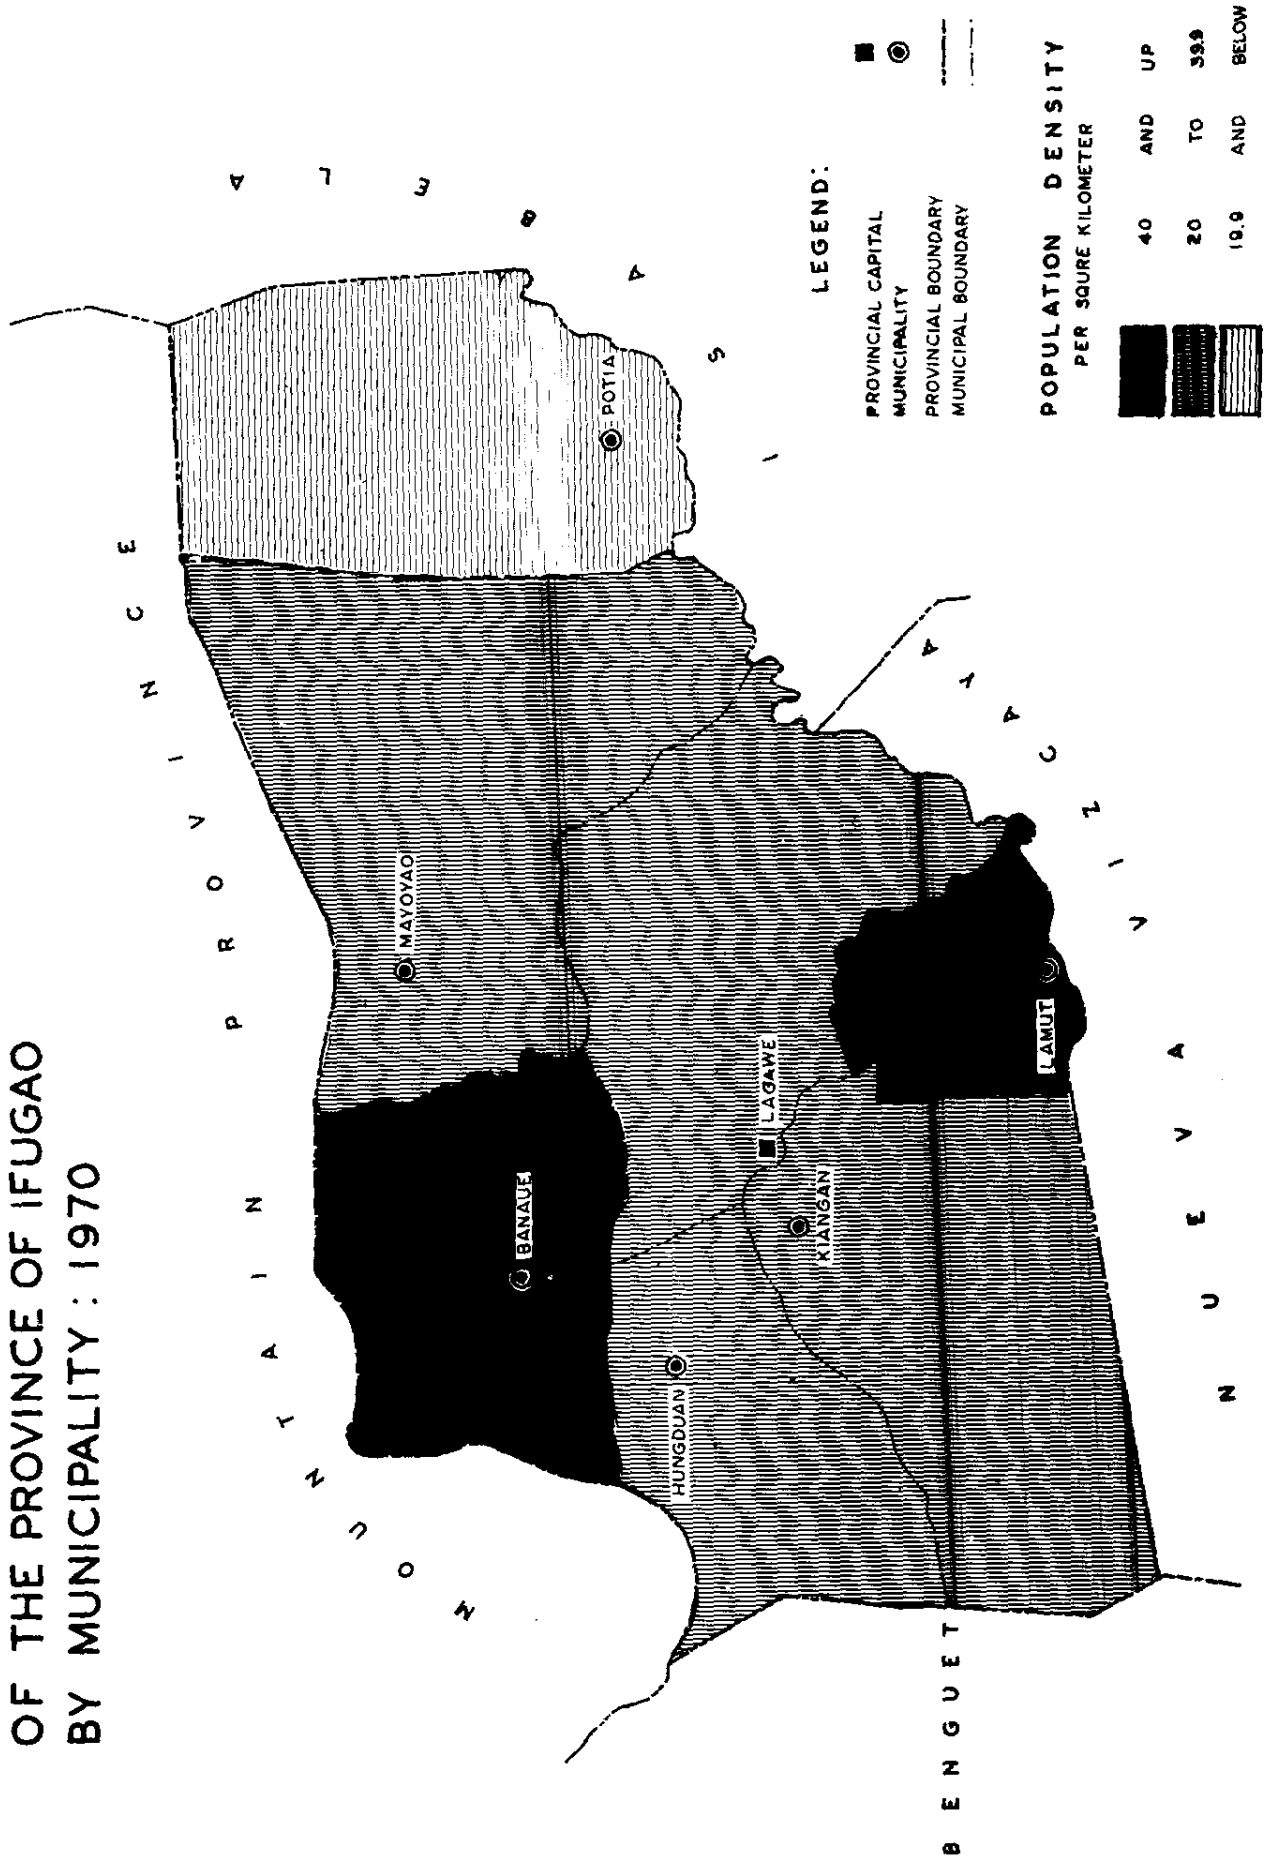 OF THE PROVINCE OF IFUGAO
BY MUNICIPALITY : 1970
MOUNTAIN PROVINCE
ISABELA
BENGUET
NUEVA VIZCAYA
BANAUE
MAYOYAO
POTIA
HUNGDUAN
LAGAWE
KIANGAN
LAMUT
LEGEND:
PROVINCIAL CAPITAL
MUNICIPALITY
PROVINCIAL BOUNDARY
MUNICIPAL BOUNDARY
POPULATION DENSITY
PER SQURE KILOMETER
40 AND UP
20 TO 39.9
19.9 AND BELOW